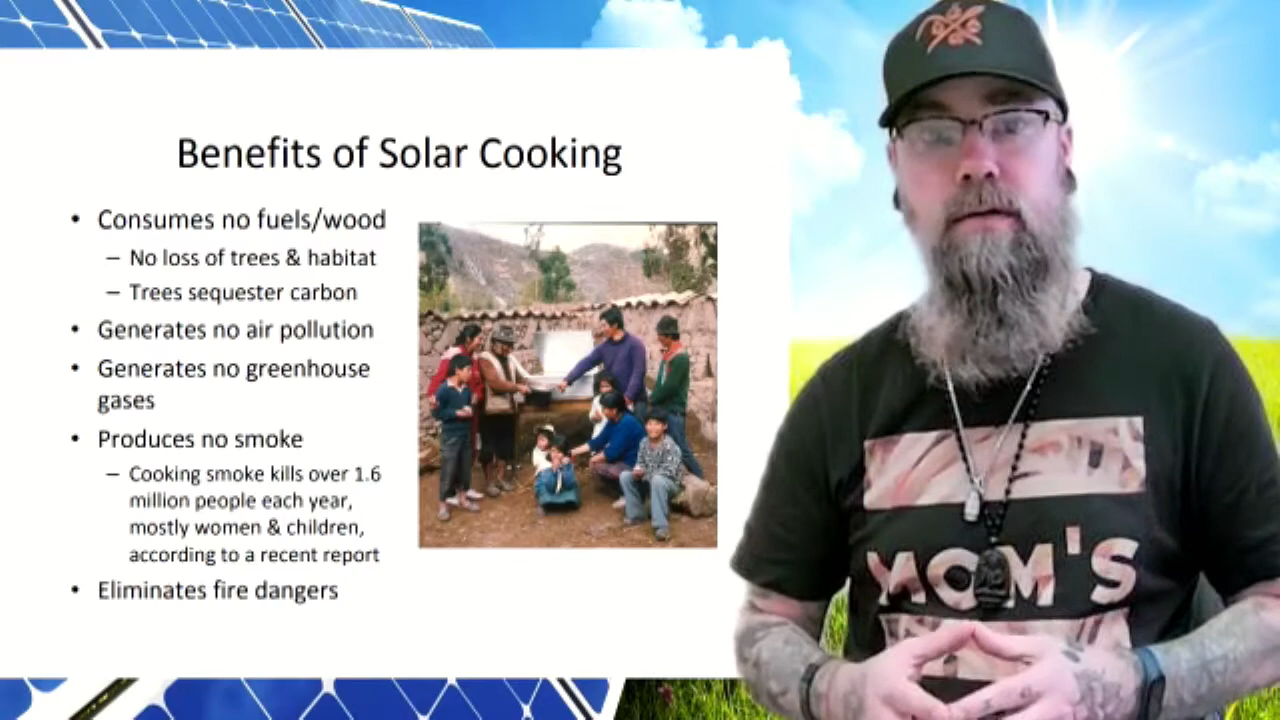 Benefits of Solar Cooking
• Consumes no fuels/wood
– No loss of trees & habitat
– Trees sequester carbon
• Generates no air pollution
• Generates no greenhouse
gases
• Produces no smoke
– Cooking smoke kills over 1.6
million people each year,
mostly women & children,
according to a recent report
• Eliminates fire dangers
MOM'S